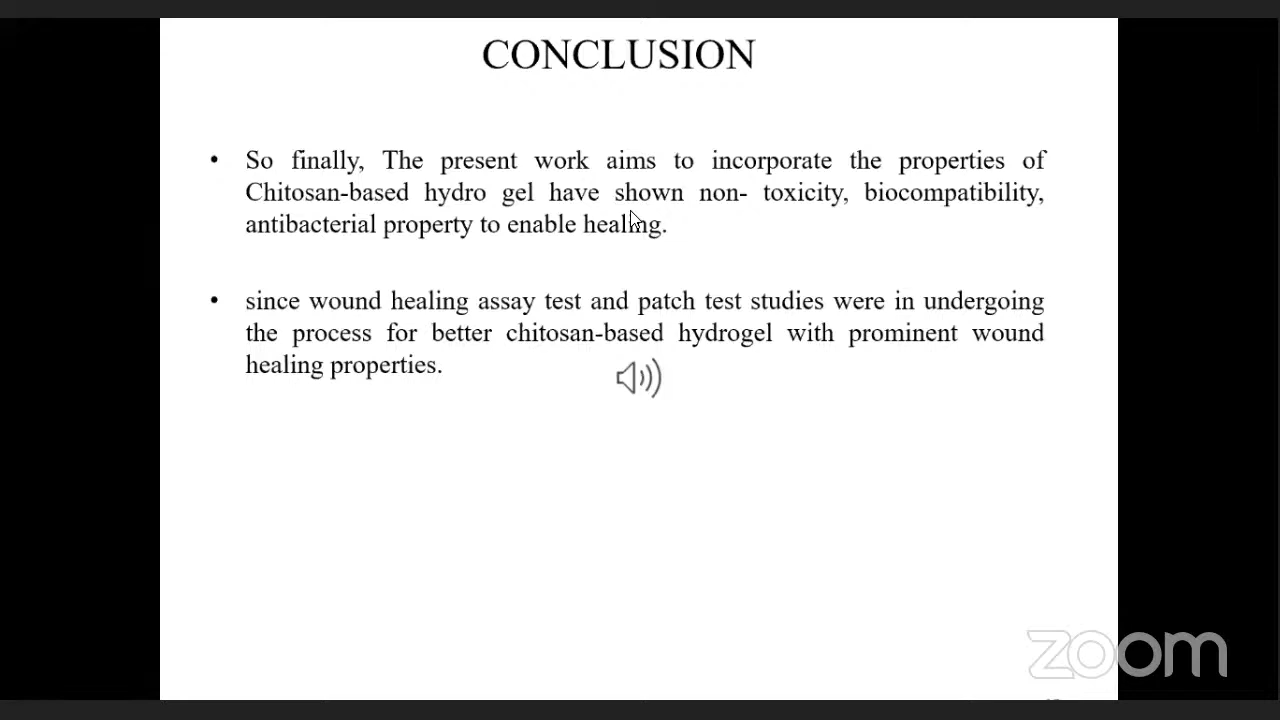 CONCLUSION
• So finally, The present work aims to incorporate the properties of
Chitosan-based hydro gel have shown non- toxicity, biocompatibility,
antibacterial property to enable healing.
• since wound healing assay test and patch test studies were in undergoing
the process for better chitosan-based hydrogel with prominent wound
healing properties.
zoom